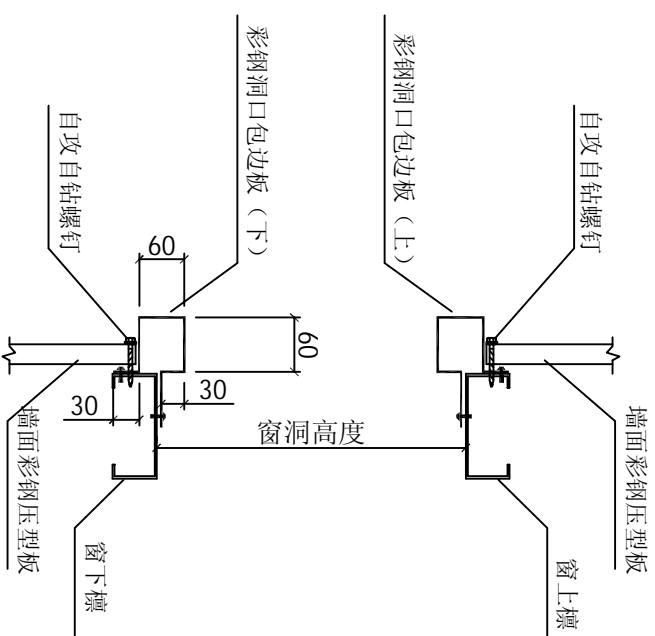 彩钢洞口包边板（下）
彩钢洞口包边板（上）
自攻自钻螺钉
自攻自钻螺钉
60
60
30
30
窗洞高度
墙面彩钢压型板
墙面彩钢压型板
窗下檩
窗上檩